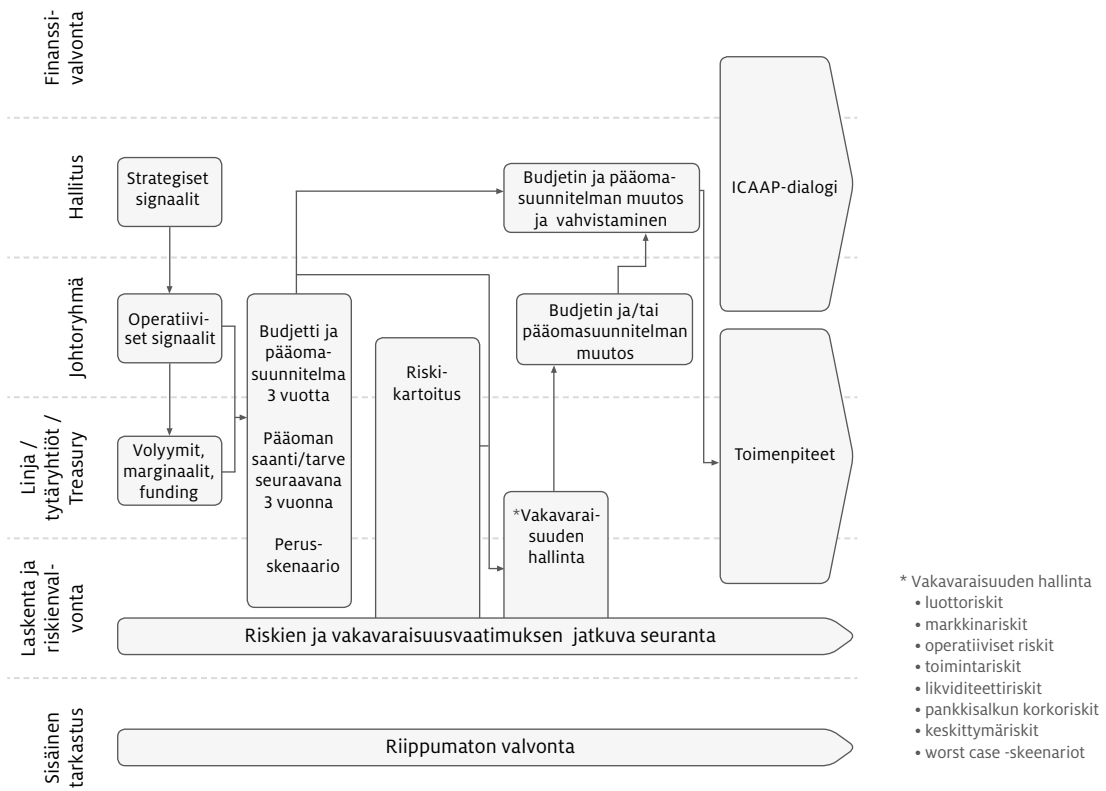 Finanssi-
valvonta
Hallitus
Johtoryhmä
Linja /
tytäryhtiöt /
Treasury
Laskenta ja
riskienval-
vonta
Sisäinen
tarkastus
Strategiset
signaalit
Operatiivi-
set signaalit
Volyymit,
marginaalit,
funding
Budjetti ja
pääoma-
suunnitelma
3 vuotta
Pääoman
saanti/tarve
seuraavana
3 vuonna
Perus-
skenaario
Riski-
kartoitus
*Vakavarai-
suuden
hallinta
Budjetin ja/tai
pääomasuunnitelman
muutos
Budjetin ja pääoma-
suunnitelman muutos
ja vahvistaminen
ICAAP-dialogi
Toimenpiteet
Riskien ja vakavaraisuusvaatimuksen jatkuva seuranta
Riippumaton valvonta
* Vakavaraisuuden hallinta
• luottoriskit
• markkinariskit
• operatiiviset riskit
• toimintariskit
• likviditeettiriskit
• pankkisalkun korkoriskit
• keskittymäriskit
• worst case -skeenariot